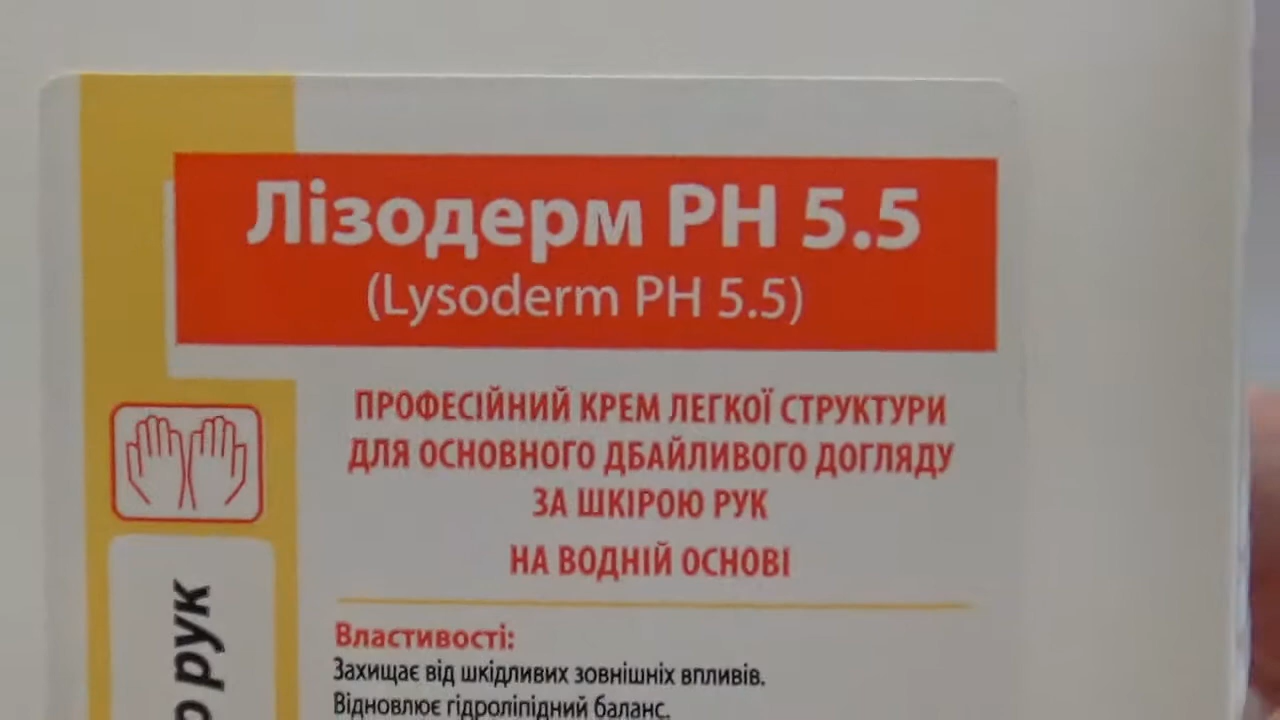 Лізодерм PH 5.5
(Lysoderm PH 5.5)
ПРОФЕСІЙНИЙ КРЕМ ЛЕГКОЇ СТРУКТУРИ
ДЛЯ ОСНОВНОГО ДБАЙЛИВОГО ДОГЛЯДУ
ЗА ШКІРОЮ РУК
НА ВОДНІЙ ОСНОВІ
Властивості:
Захищає від шкідливих зовнішніх впливів.
Відновлює гідроліпідний баланс.
рук